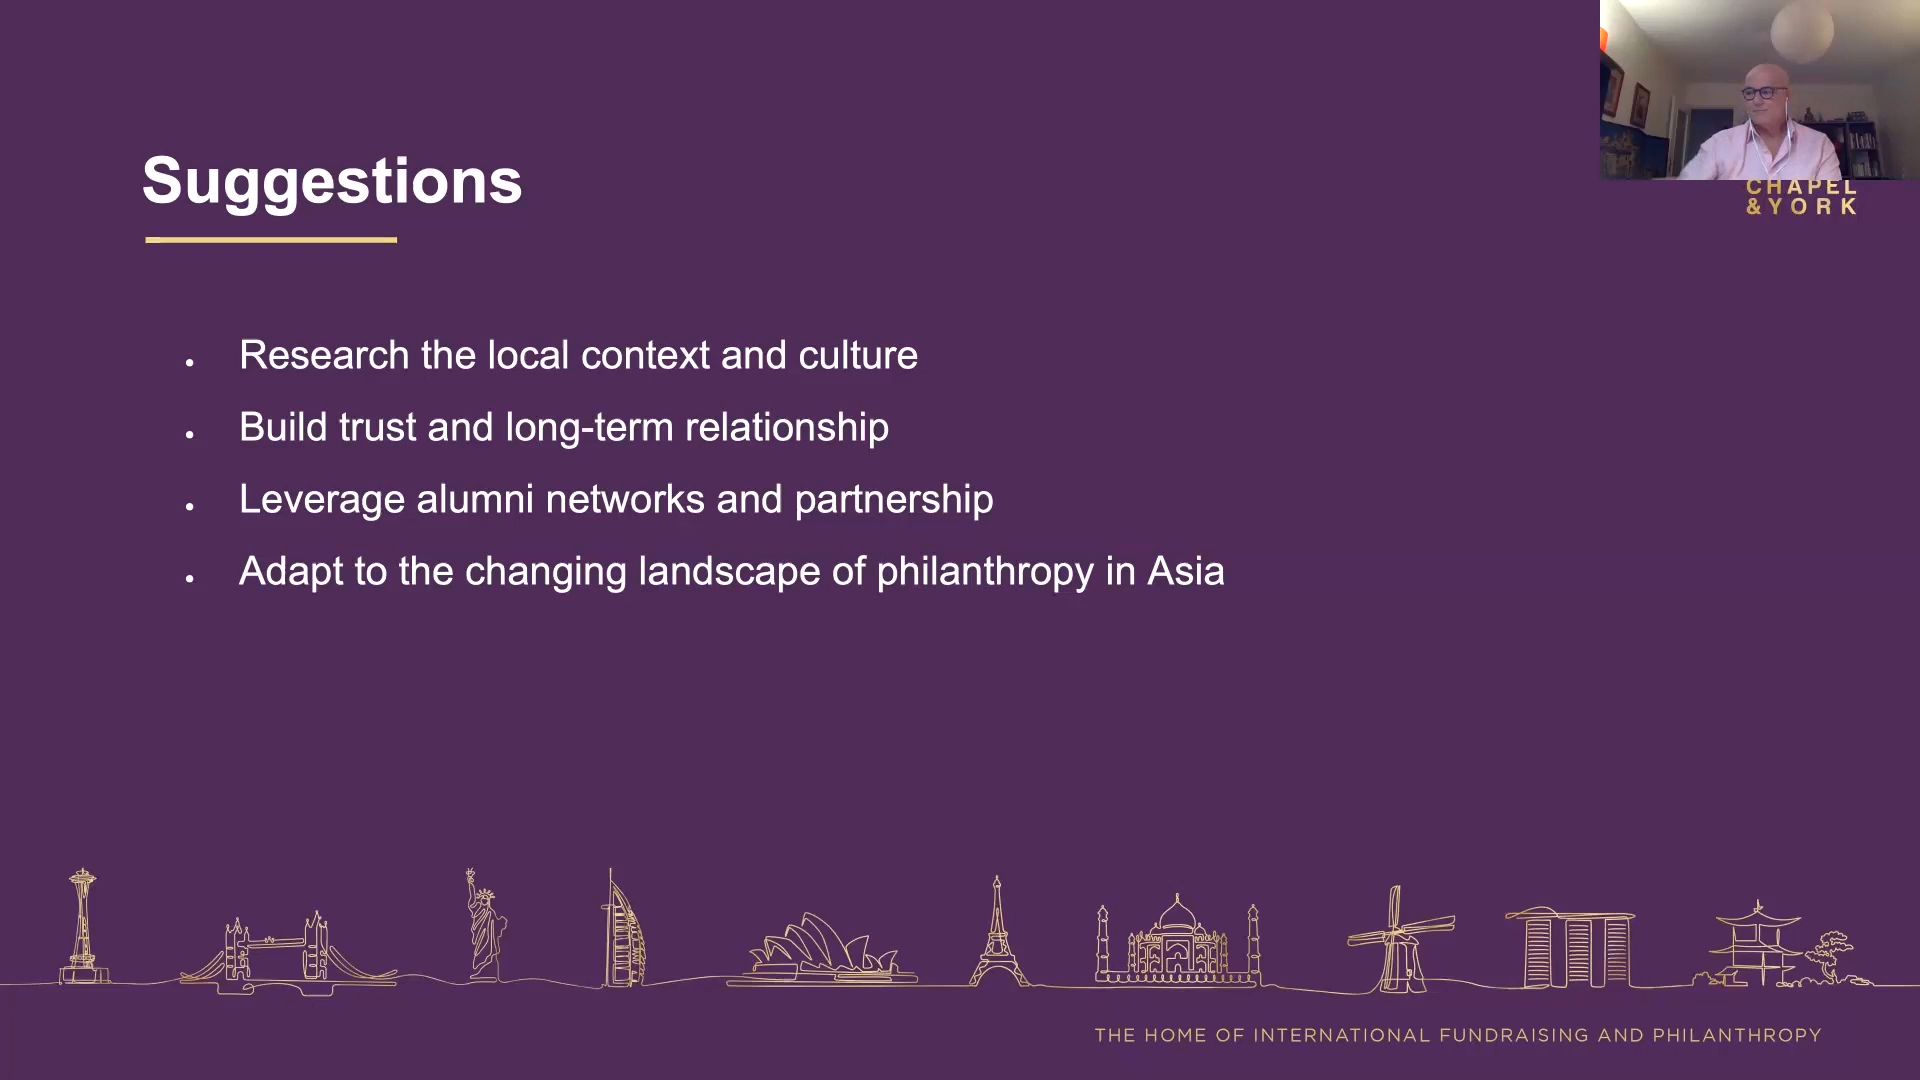 CHAPEL
&YORK
Suggestions
Research the local context and culture
Build trust and long-term relationship
Leverage alumni networks and partnership
Adapt to the changing landscape of philanthropy in Asia
THE HOME OF INTERNATIONAL FUNDRAISING AND PHILANTHROPY